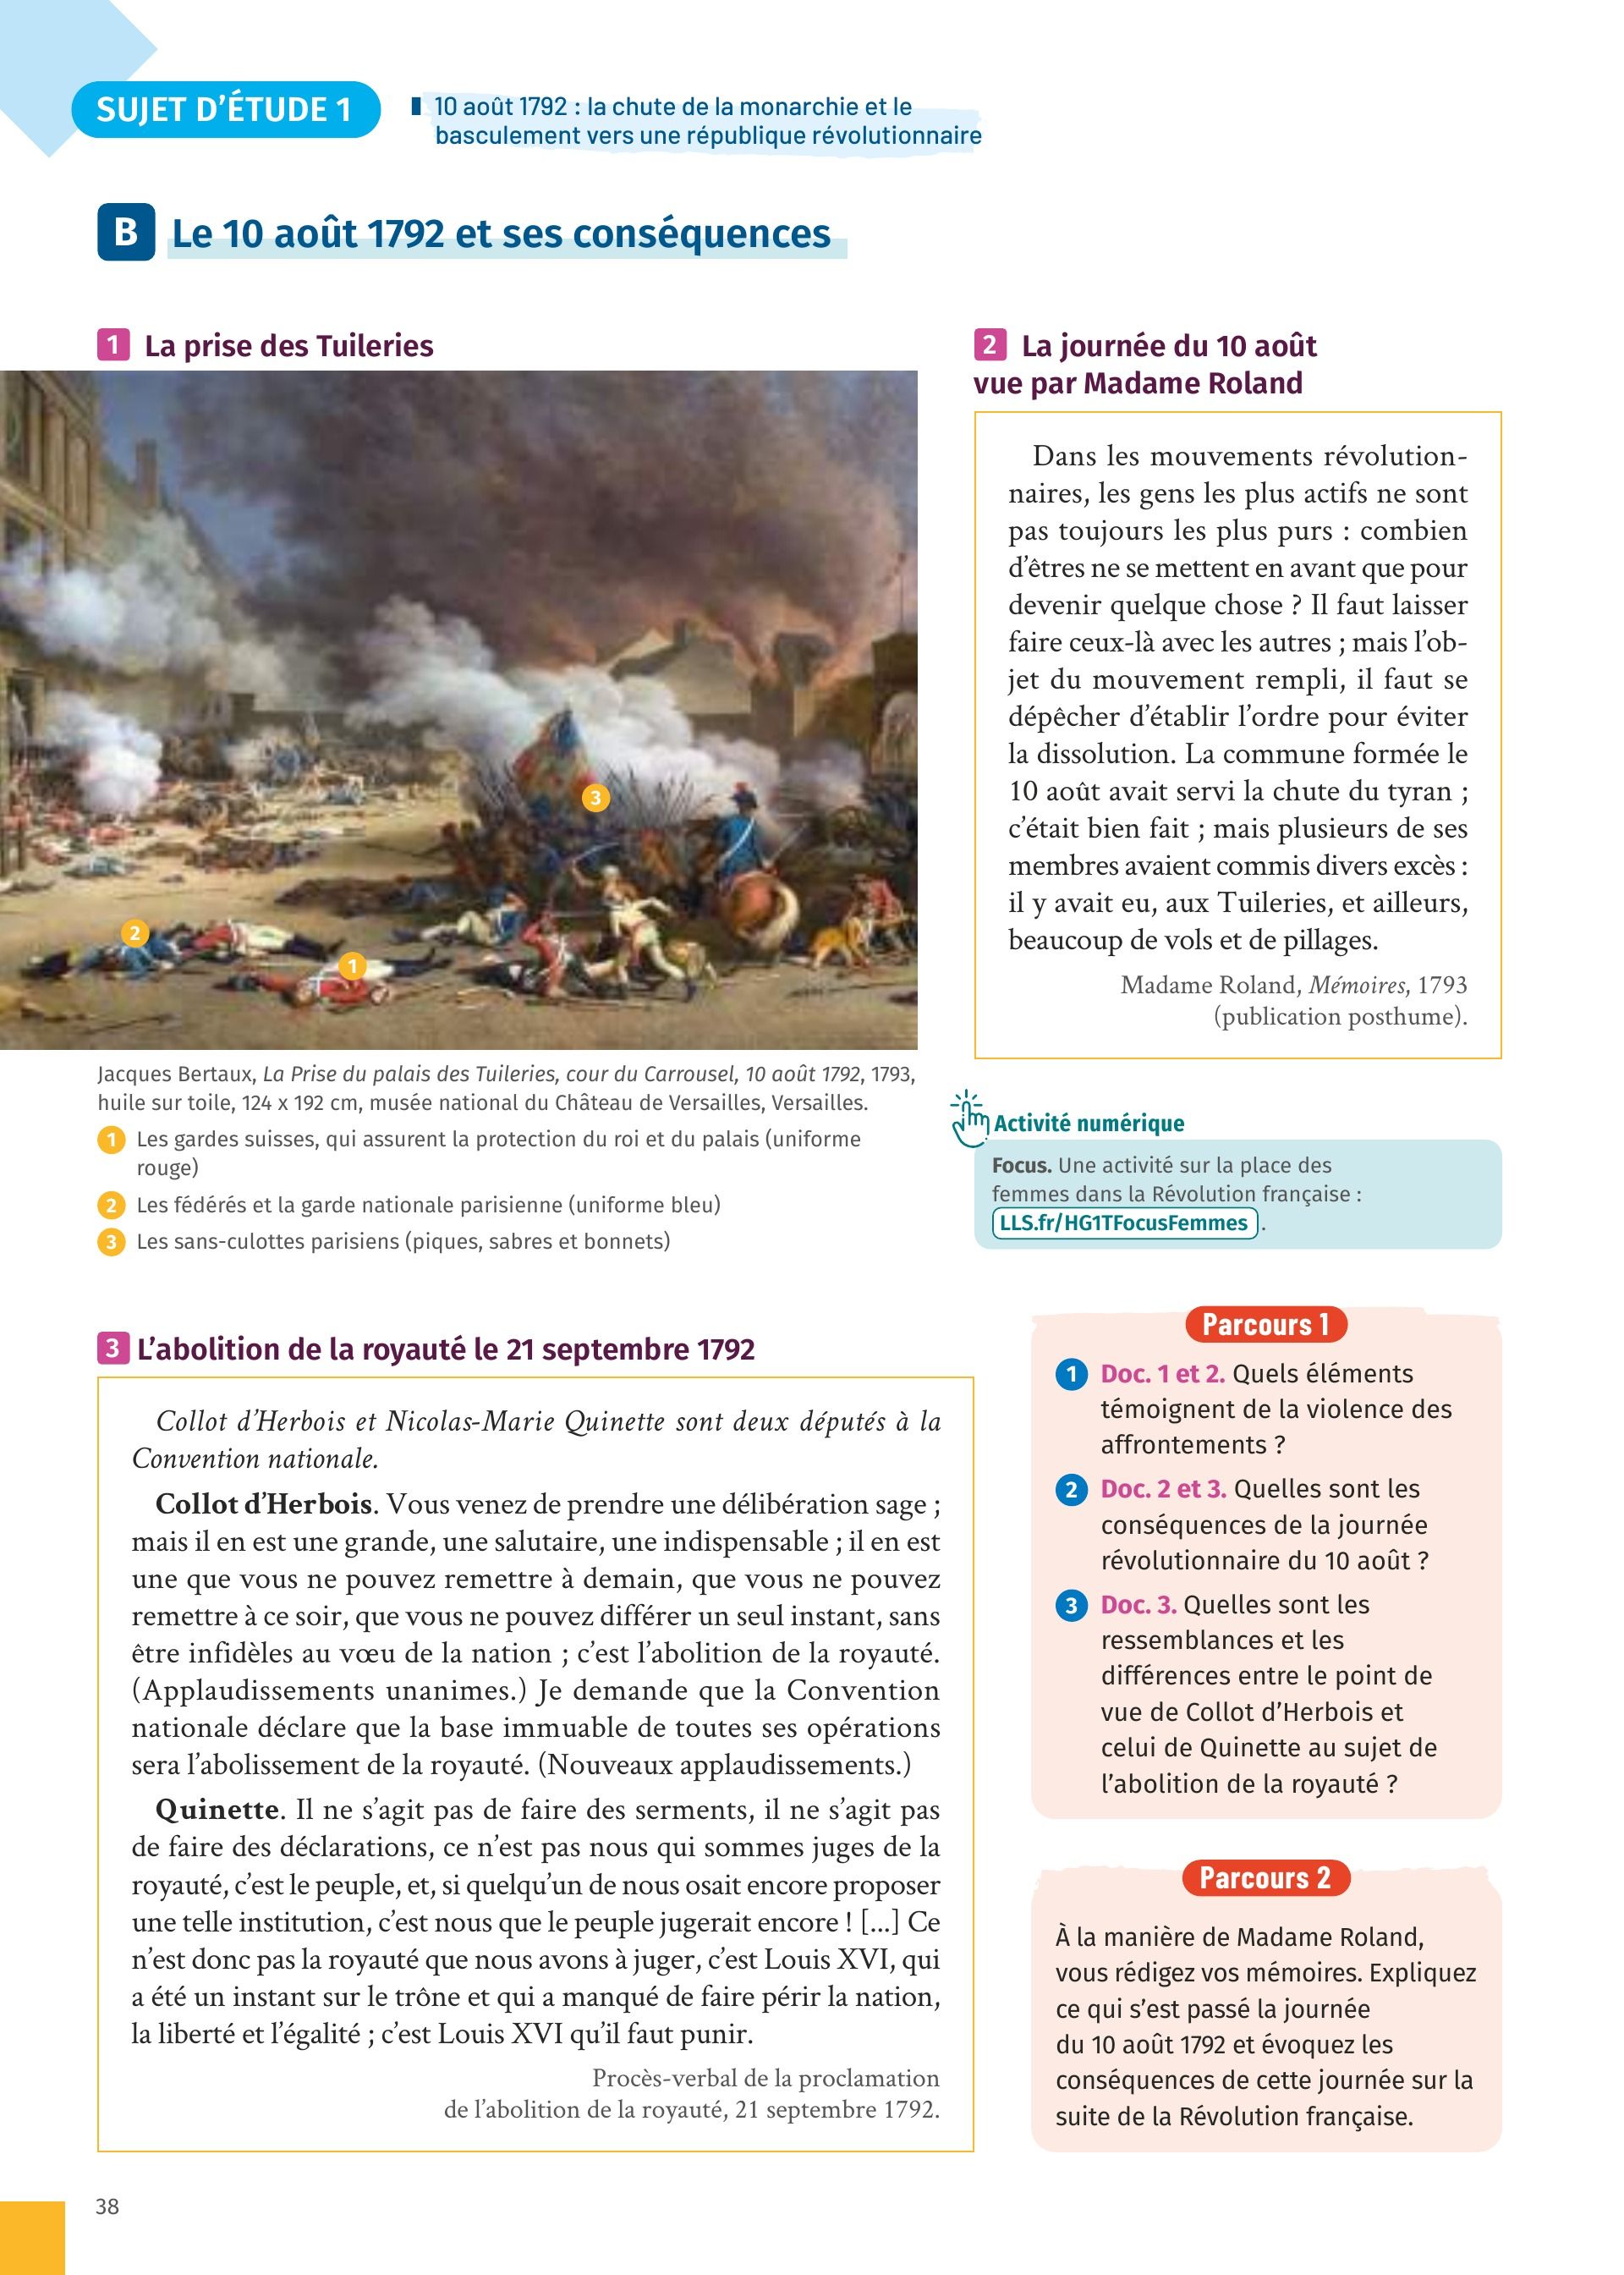 SUJET D’ÉTUDE 1
10 août 1792 : la chute de la monarchie et le
basculement vers une république révolutionnaire
B Le 10 août 1792 et ses conséquences
1 La prise des Tuileries
3
2
1
Jacques Bertaux, La Prise du palais des Tuileries, cour du Carrousel, 10 août 1792, 1793,
huile sur toile, 124 x 192 cm, musée national du Château de Versailles, Versailles.
1 Les gardes suisses, qui assurent la protection du roi et du palais (uniforme
rouge)
2 Les fédérés et la garde nationale parisienne (uniforme bleu)
3 Les sans-culottes parisiens (piques, sabres et bonnets)
2 La journée du 10 août
vue par Madame Roland
Dans les mouvements révolution-
naires, les gens les plus actifs ne sont
pas toujours les plus purs : combien
d’êtres ne se mettent en avant que pour
devenir quelque chose ? Il faut laisser
faire ceux-là avec les autres ; mais l’ob-
jet du mouvement rempli, il faut se
dépêcher d’établir l’ordre pour éviter
la dissolution. La commune formée le
10 août avait servi la chute du tyran ;
c’était bien fait ; mais plusieurs de ses
membres avaient commis divers excès :
il y avait eu, aux Tuileries, et ailleurs,
beaucoup de vols et de pillages.
Madame Roland, Mémoires, 1793
(publication posthume).
Activité numérique
Focus. Une activité sur la place des
femmes dans la Révolution française :
LLS.fr/HG1TFocusFemmes .
3 L’abolition de la royauté le 21 septembre 1792
Collot d’Herbois et Nicolas-Marie Quinette sont deux députés à la
Convention nationale.
Collot d’Herbois. Vous venez de prendre une délibération sage ;
mais il en est une grande, une salutaire, une indispensable ; il en est
une que vous ne pouvez remettre à demain, que vous ne pouvez
remettre à ce soir, que vous ne pouvez différer un seul instant, sans
être infidèles au vœu de la nation ; c’est l’abolition de la royauté.
(Applaudissements unanimes.) Je demande que la Convention
nationale déclare que la base immuable de toutes ses opérations
sera l’abolissement de la royauté. (Nouveaux applaudissements.)
Quinette. Il ne s’agit pas de faire des serments, il ne s’agit pas
de faire des déclarations, ce n’est pas nous qui sommes juges de la
royauté, c’est le peuple, et, si quelqu’un de nous osait encore proposer
une telle institution, c’est nous que le peuple jugerait encore ! [...] Ce
n’est donc pas la royauté que nous avons à juger, c’est Louis XVI, qui
a été un instant sur le trône et qui a manqué de faire périr la nation,
la liberté et l’égalité ; c’est Louis XVI qu’il faut punir.
Procès-verbal de la proclamation
de l’abolition de la royauté, 21 septembre 1792.
Parcours 1
1 Doc. 1 et 2. Quels éléments
témoignent de la violence des
affrontements ?
2 Doc. 2 et 3. Quelles sont les
conséquences de la journée
révolutionnaire du 10 août ?
3 Doc. 3. Quelles sont les
ressemblances et les
différences entre le point de
vue de Collot d’Herbois et
celui de Quinette au sujet de
l’abolition de la royauté ?
Parcours 2
À la manière de Madame Roland,
vous rédigez vos mémoires. Expliquez
ce qui s’est passé la journée
du 10 août 1792 et évoquez les
conséquences de cette journée sur la
suite de la Révolution française.
38